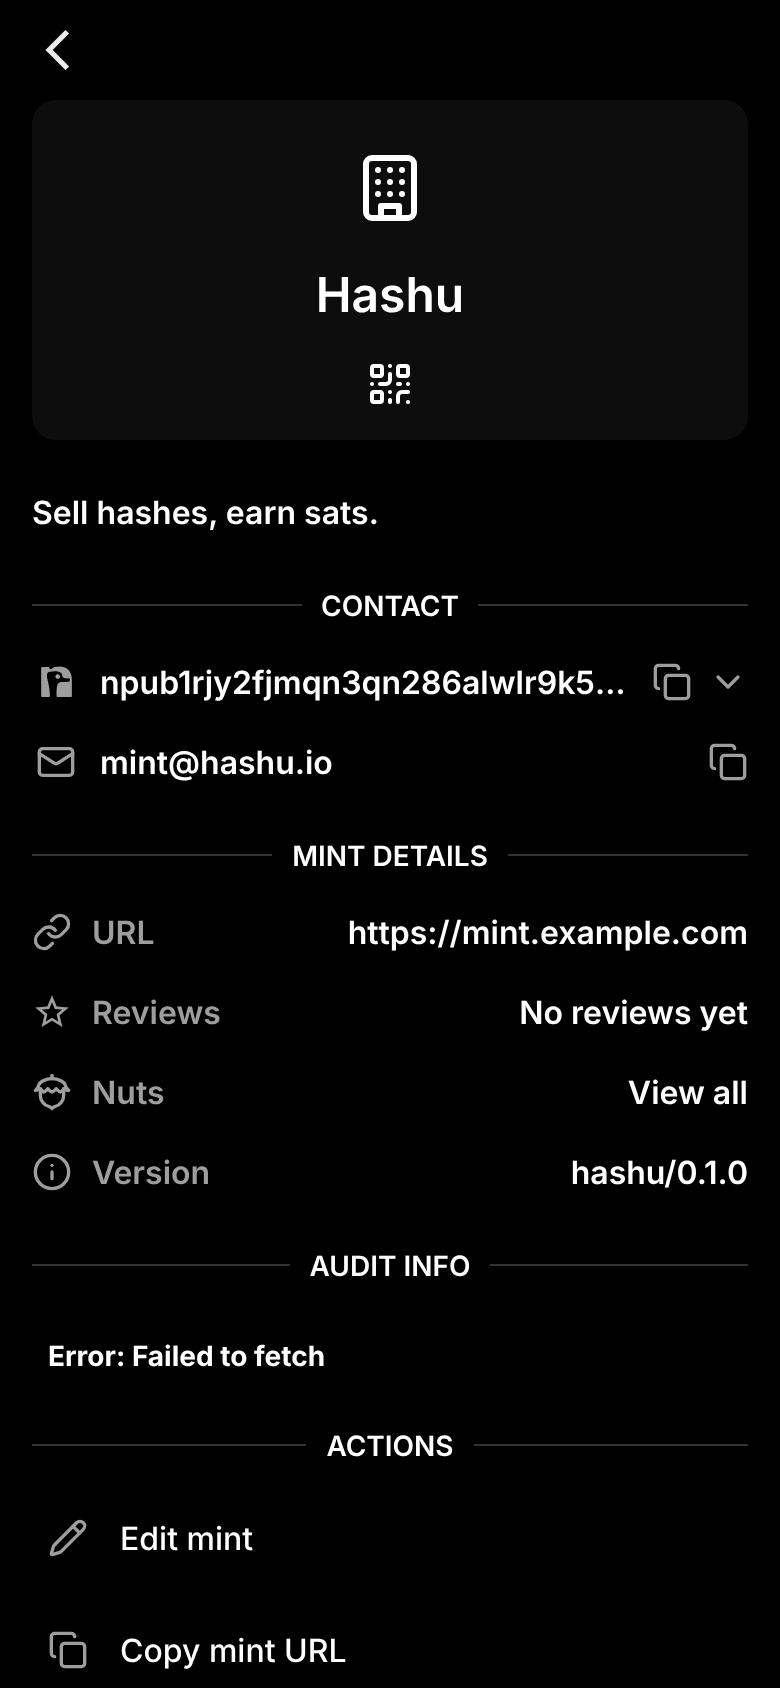 Hashu
Sell hashes, earn sats.
CONTACT
npub1rjy2fjmqn3qn286alwlr9k5...
mint@hashu.io
MINT DETAILS
URL https://mint.example.com
Reviews No reviews yet
Nuts View all
Version hashu/0.1.0
AUDIT INFO
Error: Failed to fetch
ACTIONS
Edit mint
Copy mint URL